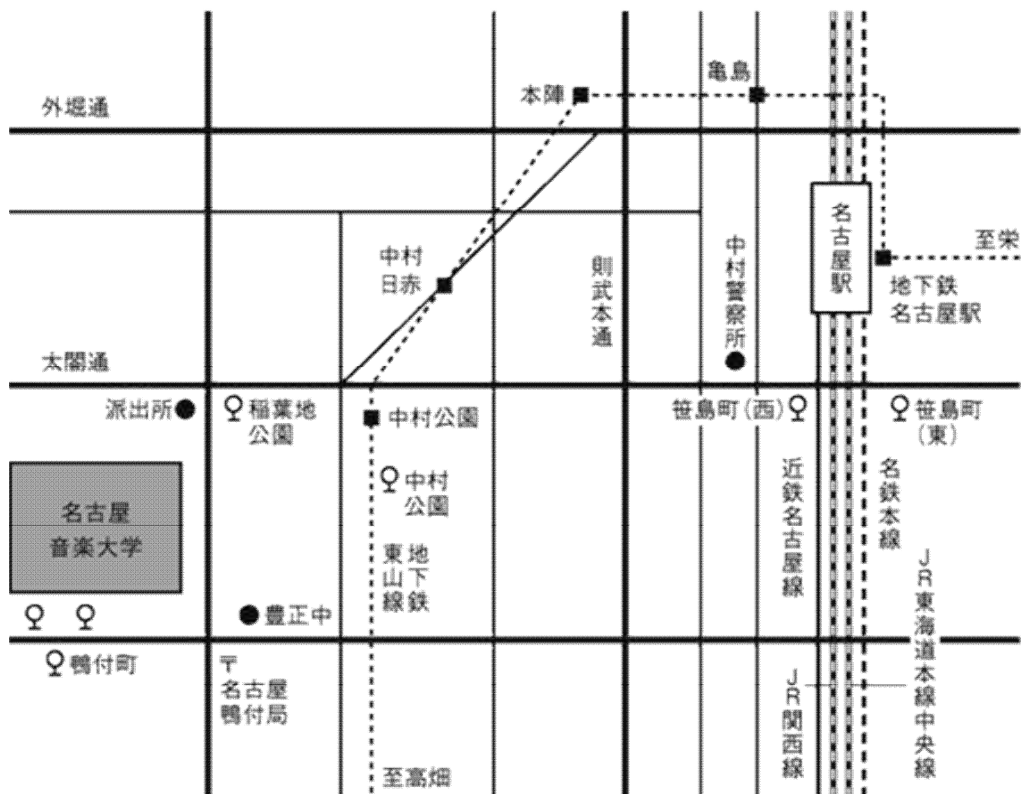 亀島
本陣
外堀通
名古屋駅
至栄
中村
日赤
則武本通
中村警察所
地下鉄
名古屋駅
太閤通
派出所
稲葉地
公園
中村公園
笹島町(西)
笹島町
(東)
中村
公園
近鉄名古屋線
名鉄本線
名古屋
音楽大学
地下鉄
東山線
JR東海道本線中央線
豊正中
鴨付町
〒
名古屋
鴨付局
JR関西線
至高畑